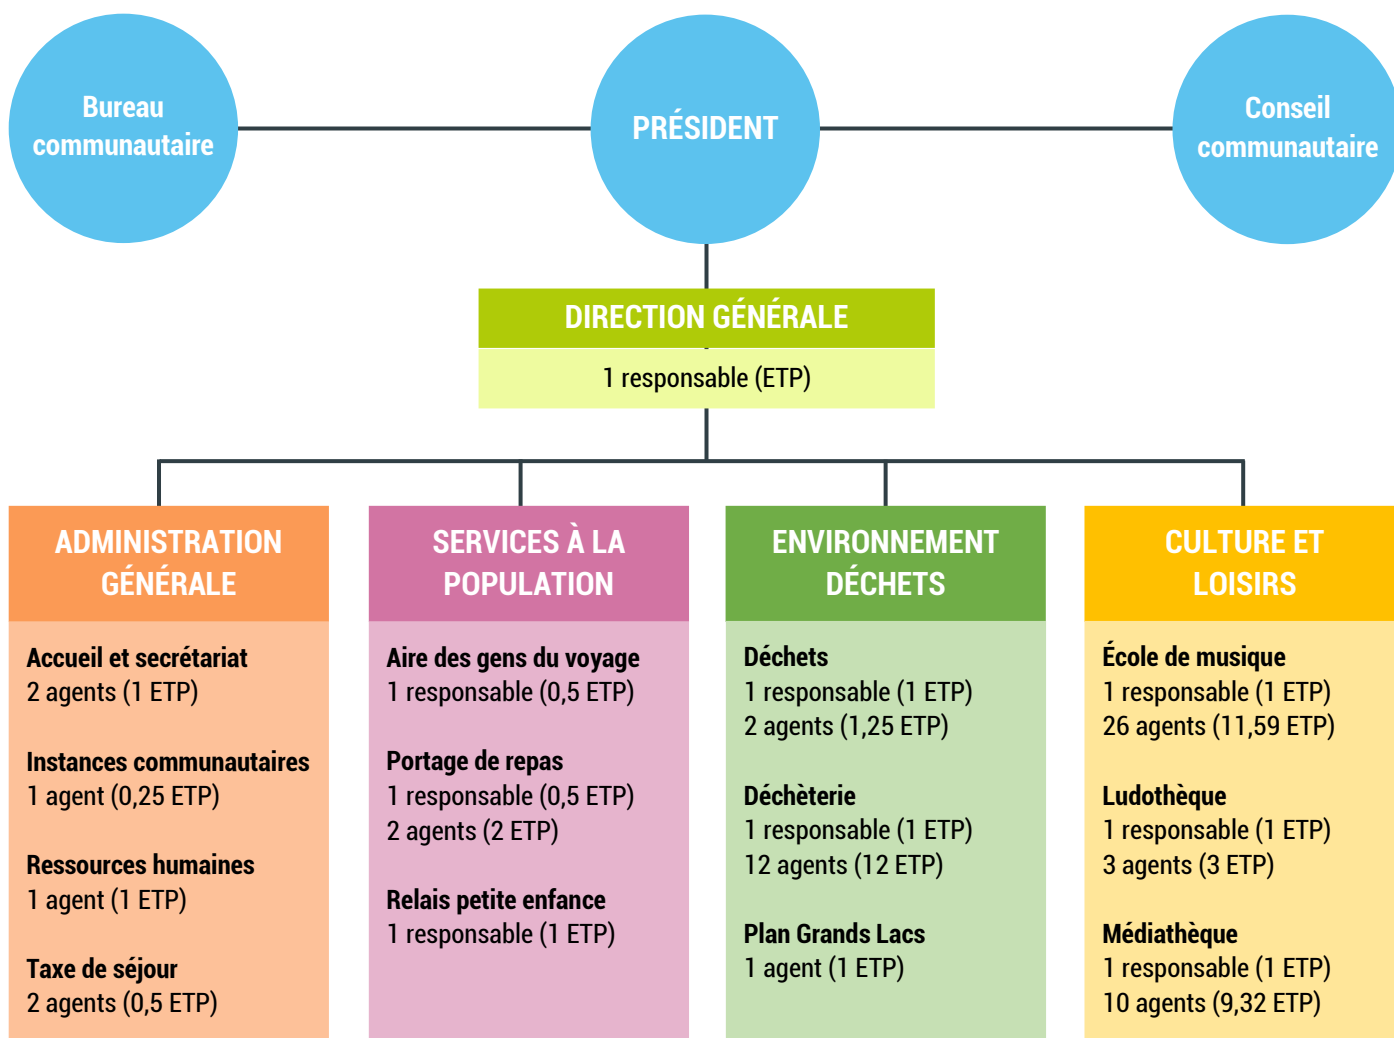 Bureau
communautaire
PRÉSIDENT
Conseil
communautaire
DIRECTION GÉNÉRALE
1 responsable (ETP)
ADMINISTRATION
GÉNÉRALE
Accueil et secrétariat
2 agents (1 ETP)
Instances communautaires
1 agent (0,25 ETP)
Ressources humaines
1 agent (1 ETP)
Taxe de séjour
2 agents (0,5 ETP)
SERVICES À LA
POPULATION
Aire des gens du voyage
1 responsable (0,5 ETP)
Portage de repas
1 responsable (0,5 ETP)
2 agents (2 ETP)
Relais petite enfance
1 responsable (1 ETP)
ENVIRONNEMENT
DÉCHETS
Déchets
1 responsable (1 ETP)
2 agents (1,25 ETP)
Déchèterie
1 responsable (1 ETP)
12 agents (12 ETP)
Plan Grands Lacs
1 agent (1 ETP)
CULTURE ET
LOISIRS
École de musique
1 responsable (1 ETP)
26 agents (11,59 ETP)
Ludothèque
1 responsable (1 ETP)
3 agents (3 ETP)
Médiathèque
1 responsable (1 ETP)
10 agents (9,32 ETP)